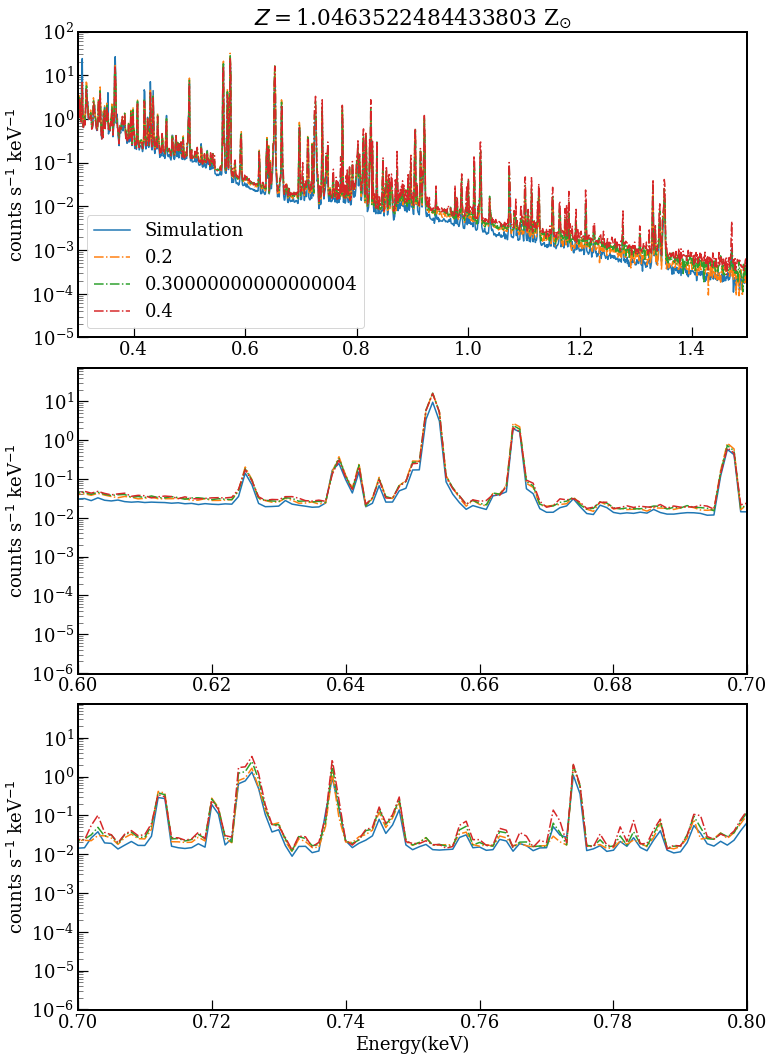 Z = 1.0463522484433803 Z⊙
10² 10¹ 10⁰ 10⁻¹ 10⁻² 10⁻³ 10⁻⁴ 10⁻⁵
counts s⁻¹ keV⁻¹
Simulation
0.2
0.30000000000000004
0.4
0.4 0.6 0.8 1.0 1.2 1.4
10¹ 10⁰ 10⁻¹ 10⁻² 10⁻³ 10⁻⁴ 10⁻⁵ 10⁻⁶
counts s⁻¹ keV⁻¹
0.60 0.62 0.64 0.66 0.68 0.70
10¹ 10⁰ 10⁻¹ 10⁻² 10⁻³ 10⁻⁴ 10⁻⁵ 10⁻⁶
counts s⁻¹ keV⁻¹
0.70 0.72 0.74 0.76 0.78 0.80
Energy(keV)